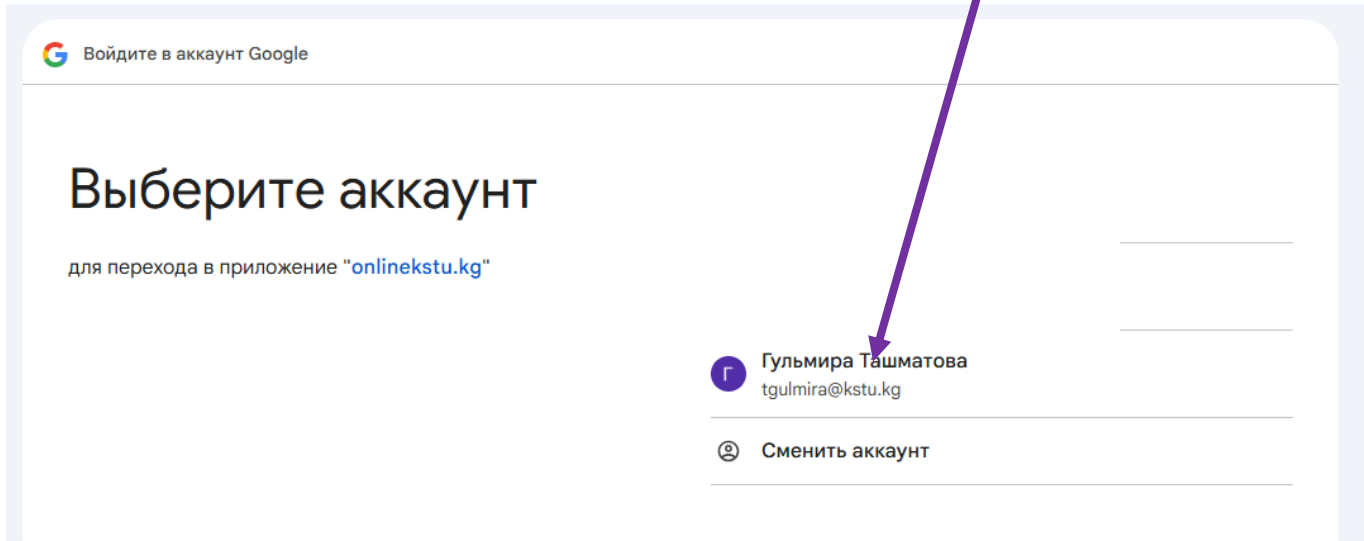 Войдите в аккаунт Google
Выберите аккаунт
для перехода в приложение "onlinekstu.kg"
Г
Гульмира Ташматова
tgulmira@kstu.kg
Сменить аккаунт